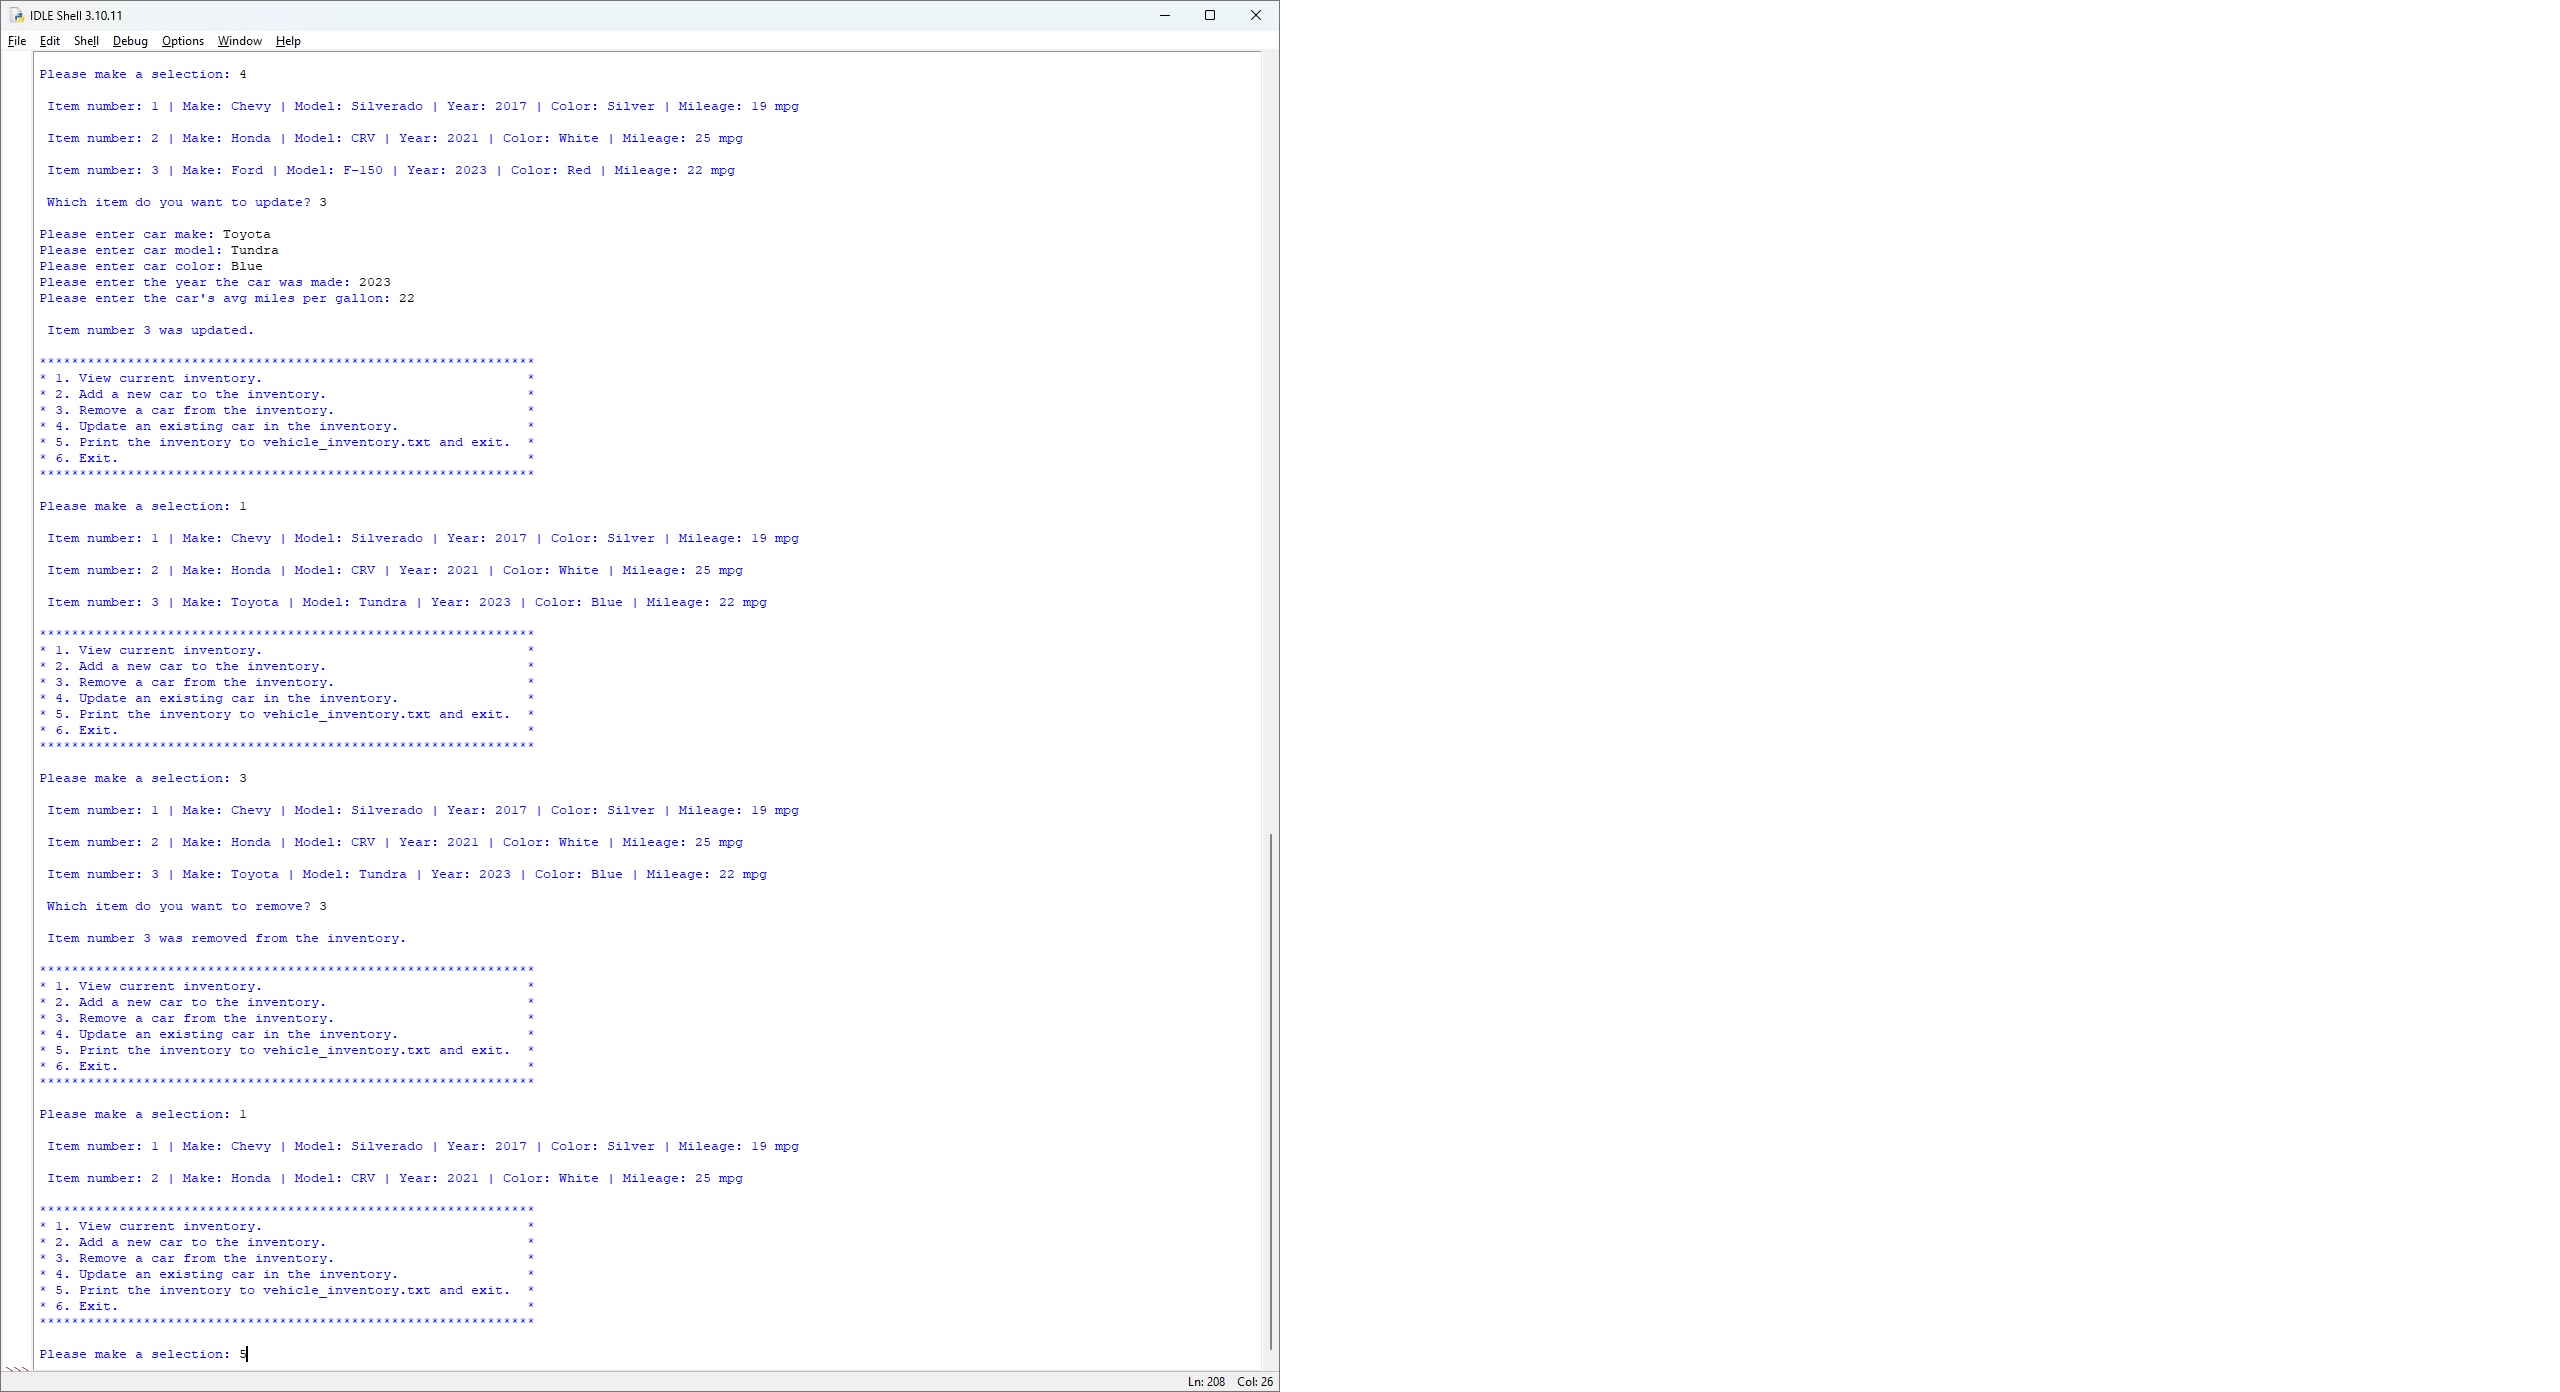 IDLE Shell 3.10.11
File Edit Shell Debug Options Window Help
Please make a selection: 4
Item number: 1 | Make: Chevy | Model: Silverado | Year: 2017 | Color: Silver | Mileage: 19 mpg
Item number: 2 | Make: Honda | Model: CRV | Year: 2021 | Color: White | Mileage: 25 mpg
Item number: 3 | Make: Ford | Model: F-150 | Year: 2023 | Color: Red | Mileage: 22 mpg
Which item do you want to update? 3
Please enter car make: Toyota
Please enter car model: Tundra
Please enter car color: Blue
Please enter the year the car was made: 2023
Please enter the car's avg miles per gallon: 22
Item number 3 was updated.
**************************************************************
* 1. View current inventory. *
* 2. Add a new car to the inventory. *
* 3. Remove a car from the inventory. *
* 4. Update an existing car in the inventory. *
* 5. Print the inventory to vehicle_inventory.txt and exit. *
* 6. Exit. *
**************************************************************
Please make a selection: 1
Item number: 1 | Make: Chevy | Model: Silverado | Year: 2017 | Color: Silver | Mileage: 19 mpg
Item number: 2 | Make: Honda | Model: CRV | Year: 2021 | Color: White | Mileage: 25 mpg
Item number: 3 | Make: Toyota | Model: Tundra | Year: 2023 | Color: Blue | Mileage: 22 mpg
**************************************************************
* 1. View current inventory. *
* 2. Add a new car to the inventory. *
* 3. Remove a car from the inventory. *
* 4. Update an existing car in the inventory. *
* 5. Print the inventory to vehicle_inventory.txt and exit. *
* 6. Exit. *
**************************************************************
Please make a selection: 3
Item number: 1 | Make: Chevy | Model: Silverado | Year: 2017 | Color: Silver | Mileage: 19 mpg
Item number: 2 | Make: Honda | Model: CRV | Year: 2021 | Color: White | Mileage: 25 mpg
Item number: 3 | Make: Toyota | Model: Tundra | Year: 2023 | Color: Blue | Mileage: 22 mpg
Which item do you want to remove? 3
Item number 3 was removed from the inventory.
**************************************************************
* 1. View current inventory. *
* 2. Add a new car to the inventory. *
* 3. Remove a car from the inventory. *
* 4. Update an existing car in the inventory. *
* 5. Print the inventory to vehicle_inventory.txt and exit. *
* 6. Exit. *
**************************************************************
Please make a selection: 1
Item number: 1 | Make: Chevy | Model: Silverado | Year: 2017 | Color: Silver | Mileage: 19 mpg
Item number: 2 | Make: Honda | Model: CRV | Year: 2021 | Color: White | Mileage: 25 mpg
**************************************************************
* 1. View current inventory. *
* 2. Add a new car to the inventory. *
* 3. Remove a car from the inventory. *
* 4. Update an existing car in the inventory. *
* 5. Print the inventory to vehicle_inventory.txt and exit. *
* 6. Exit. *
**************************************************************
Please make a selection: 5
>>>
Ln: 208 Col: 26